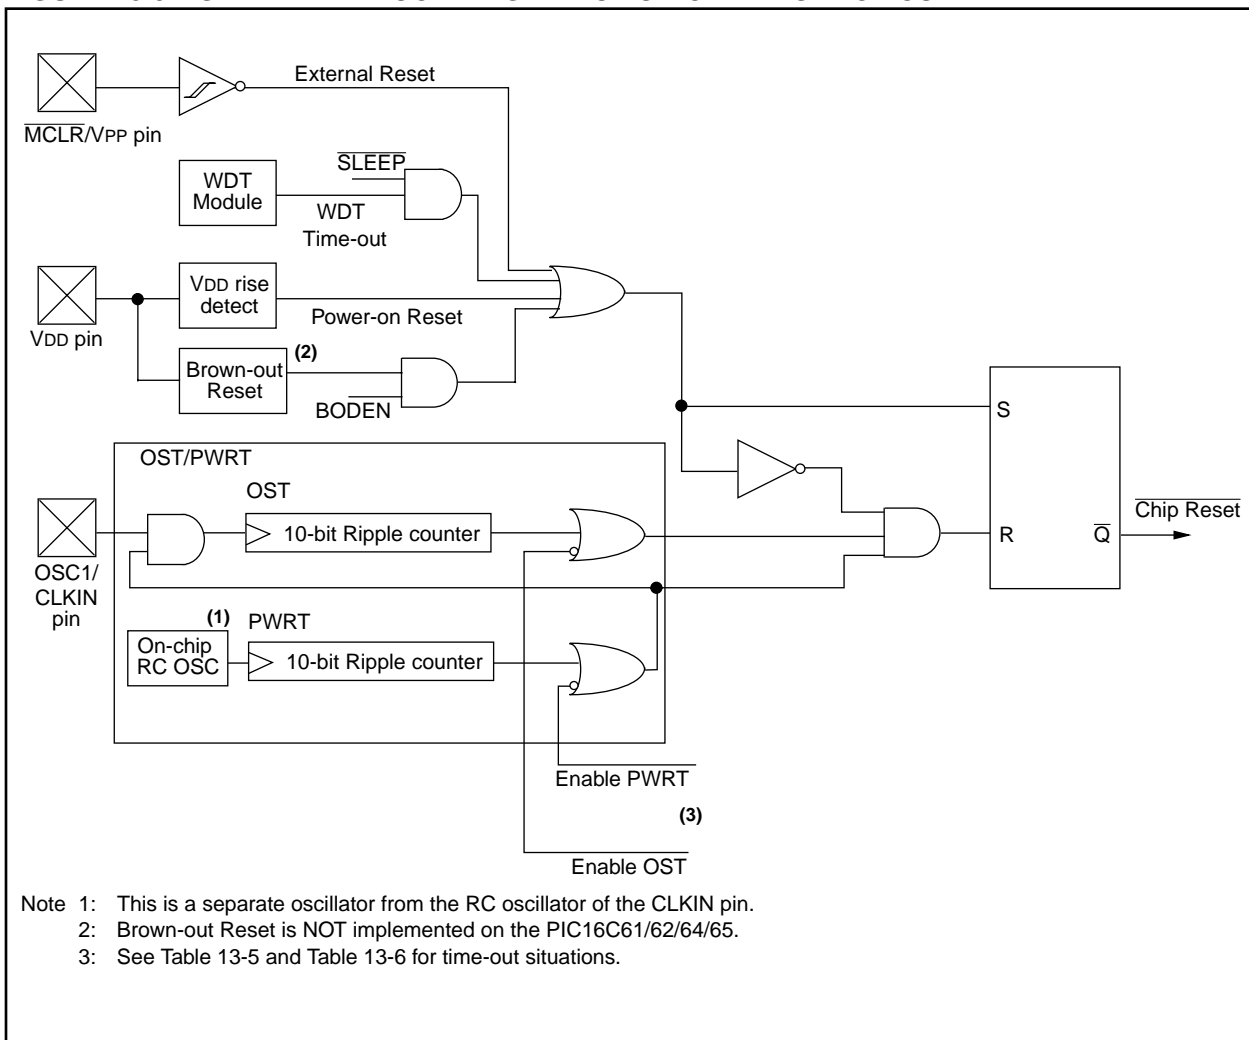 External Reset
MCLR/VPP pin
SLEEP
WDT
Module
WDT
Time-out
VDD rise
detect
Power-on Reset
VDD pin
(2)
Brown-out
Reset
BODEN
S
OST/PWRT
OST
10-bit Ripple counter
Chip Reset
R
Q
OSC1/
CLKIN
pin
(1)
PWRT
On-chip
RC OSC
10-bit Ripple counter
Enable PWRT
(3)
Enable OST
Note 1: This is a separate oscillator from the RC oscillator of the CLKIN pin.
2: Brown-out Reset is NOT implemented on the PIC16C61/62/64/65.
3: See Table 13-5 and Table 13-6 for time-out situations.